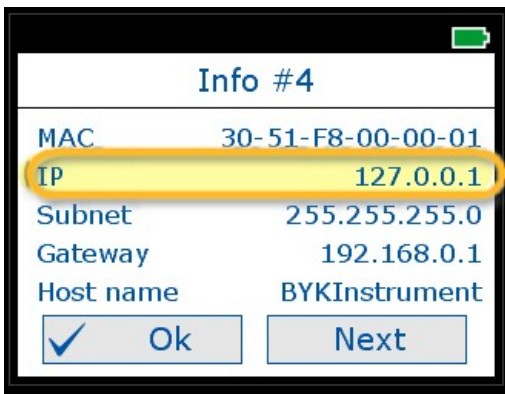 Info #4
MAC 30-51-F8-00-00-01
IP 127.0.0.1
Subnet 255.255.255.0
Gateway 192.168.0.1
Host name BYKInstrument
Ok Next